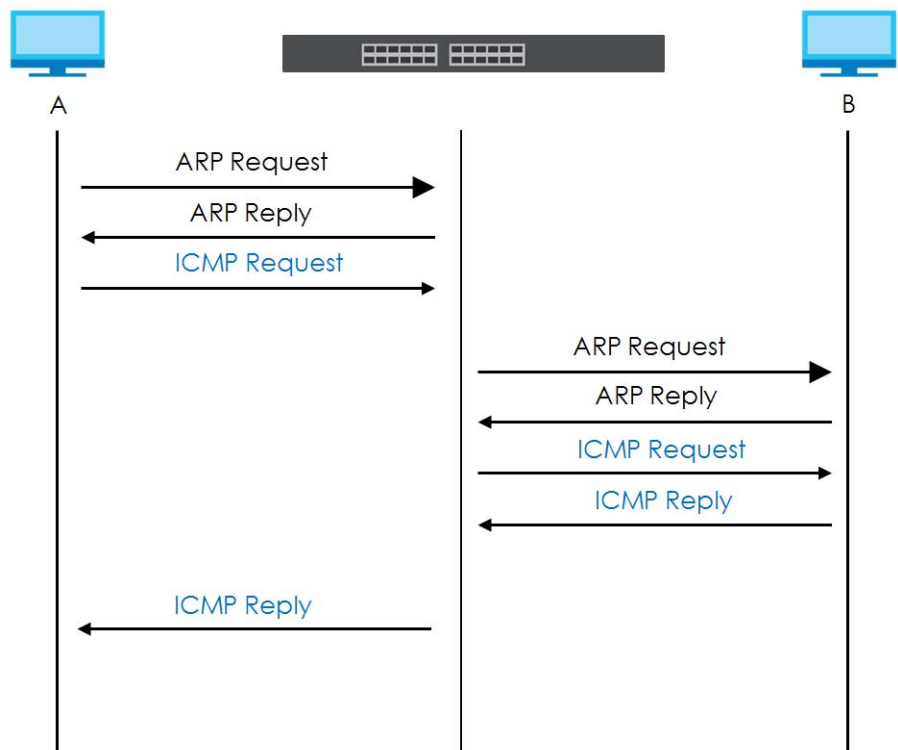 A
B
ARP Request
ARP Reply
ICMP Request
ARP Request
ARP Reply
ICMP Request
ICMP Reply
ICMP Reply